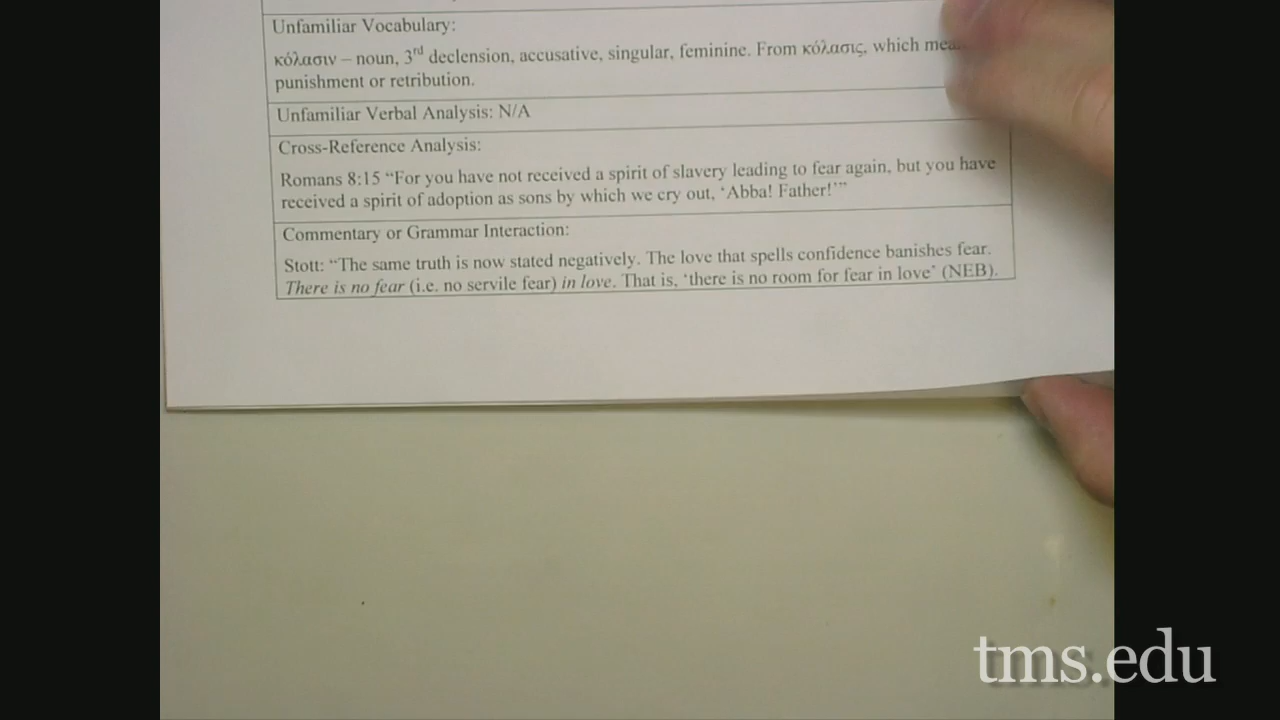 Unfamiliar Vocabulary:
κόλασιν – noun, 3rd declension, accusative, singular, feminine. From κόλασις, which
punishment or retribution.
Unfamiliar Verbal Analysis: N/A
Cross-Reference Analysis:
Romans 8:15 “For you have not received a spirit of slavery leading to fear again, but you have
received a spirit of adoption as sons by which we cry out, ‘Abba! Father!’”
Commentary or Grammar Interaction:
Stott: “The same truth is now stated negatively. The love that spells confidence banishes fear.
There is no fear (i.e. no servile fear) in love. That is, ‘there is no room for fear in love’ (NEB).
tms.edu